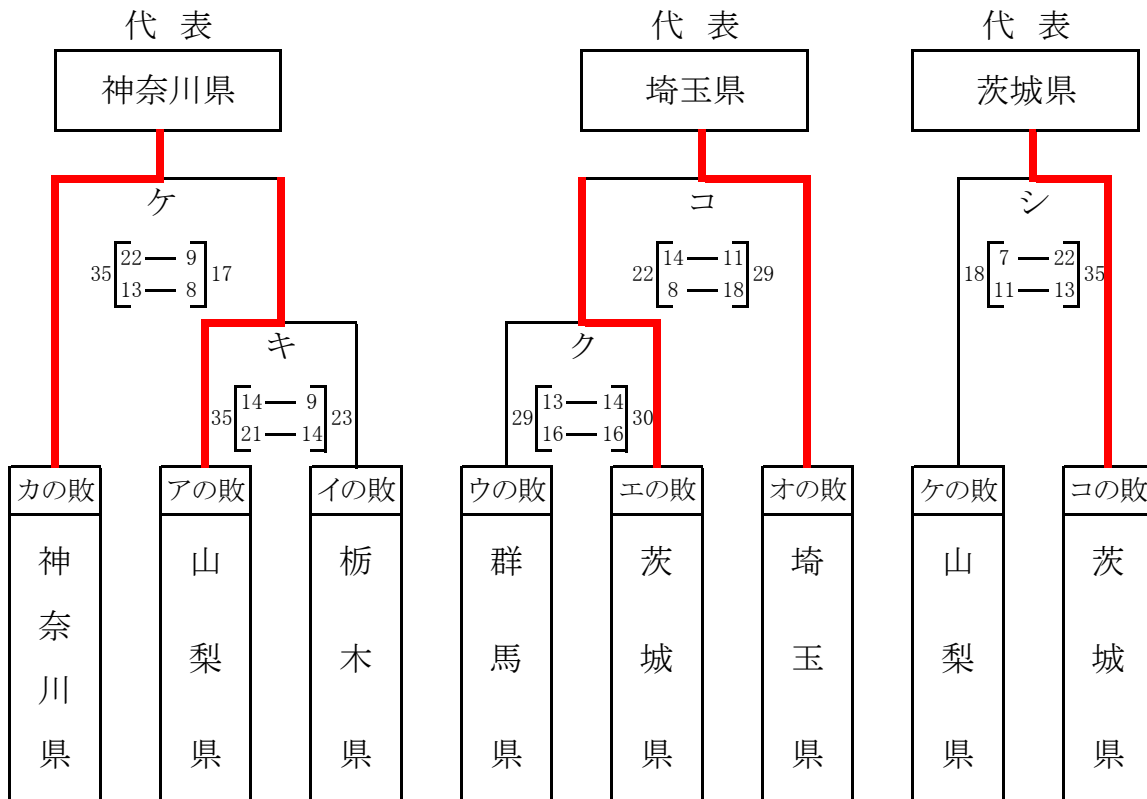 代 表 代 表 代 表
神奈川県 埼玉県 茨城県
ケ コ シ
35 22 9 17 13 8
22 14 11 29 8 18
18 7 22 35 11 13
キ ク
35 14 9 23 21 14
29 13 14 30 16 16
カの敗 アの敗 イの敗 ウの敗 エの敗 オの敗 ケの敗 コの敗
神奈川県 山梨県 栃木県 群馬県 茨城県 埼玉県 山梨県 茨城県